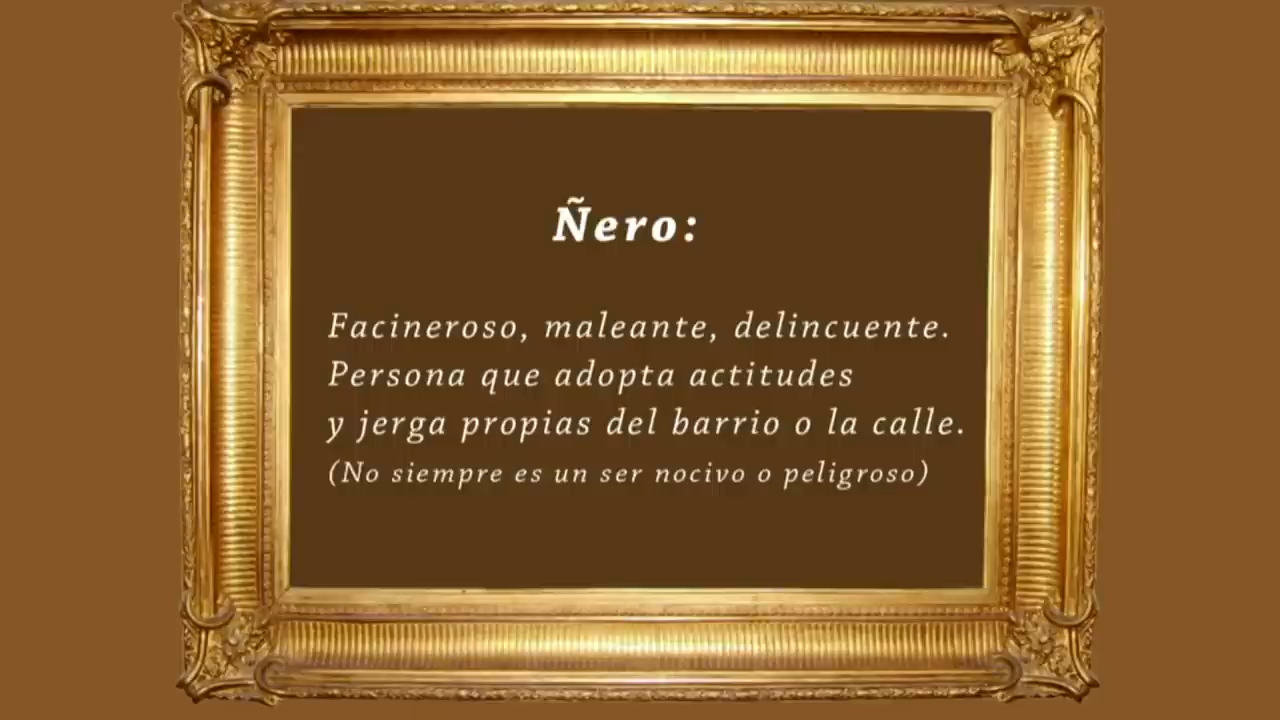 Ñero:
Facineroso, maleante, delincuente.
Persona que adopta actitudes
y jerga propias del barrio o la calle.
(No siempre es un ser nocivo o peligroso)